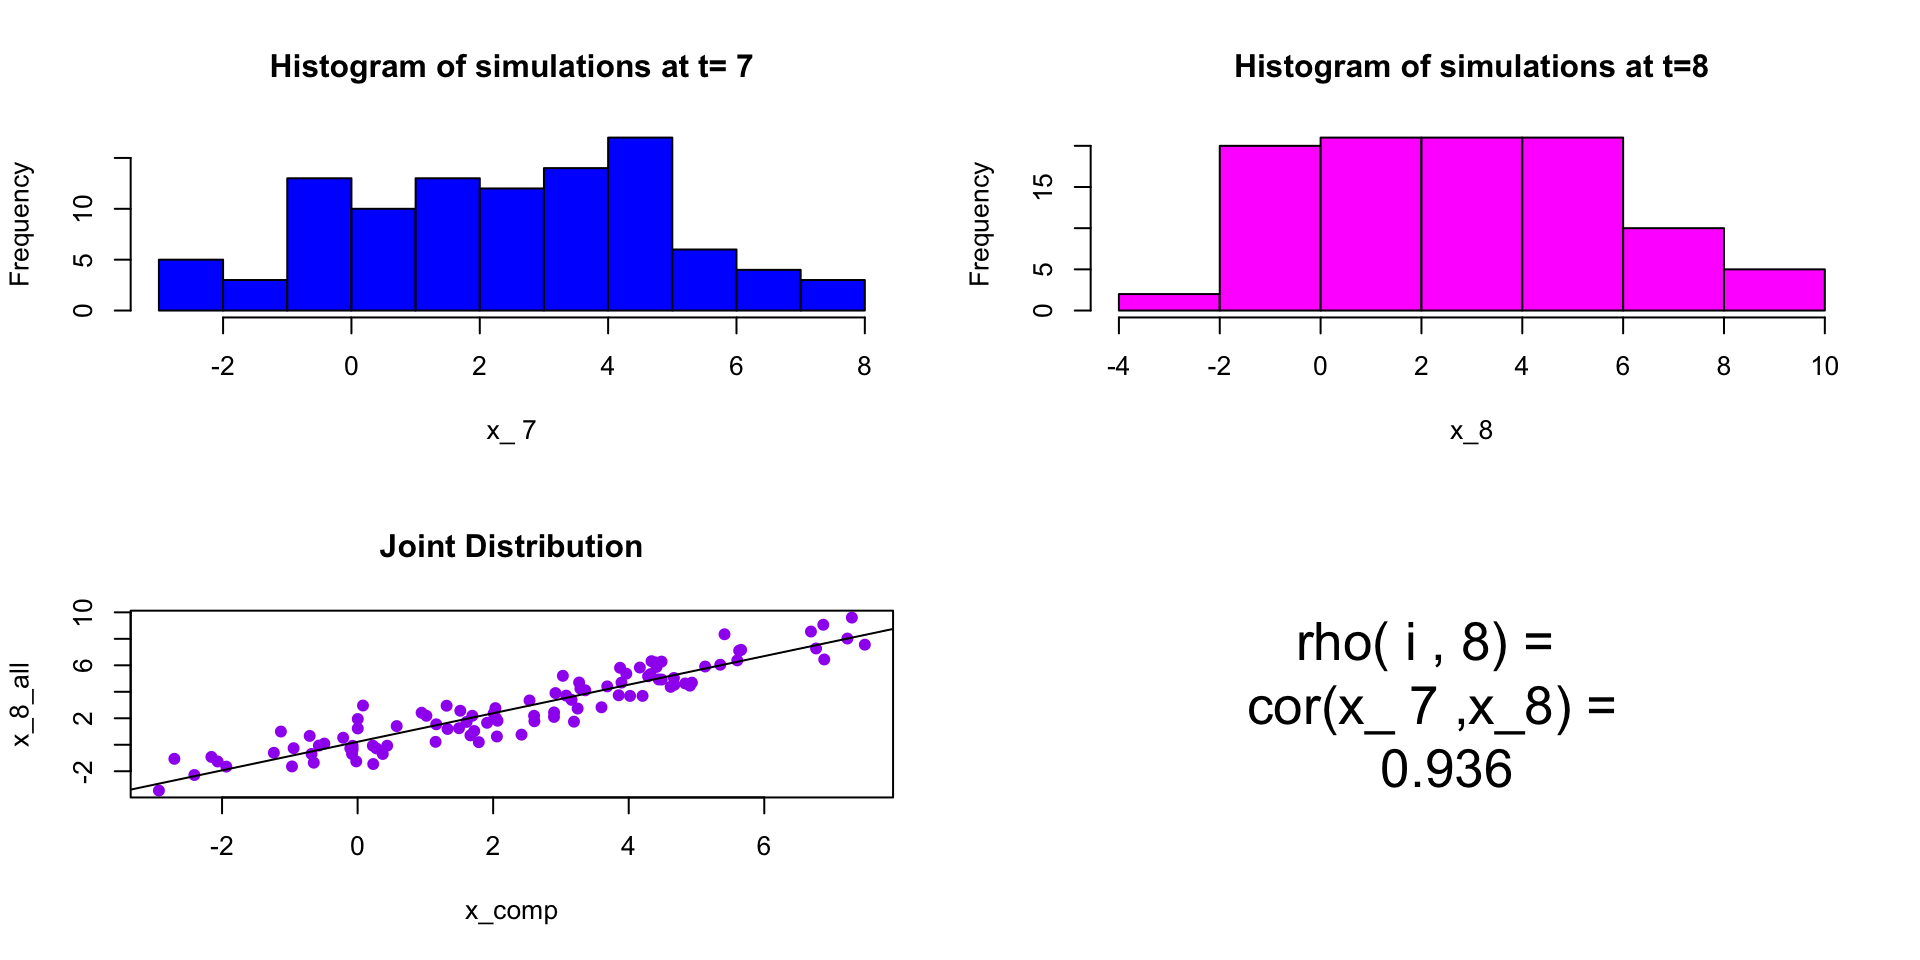 Histogram of simulations at t= 7
Frequency
0
5
10
-2 0 2 4 6 8
x_ 7
Histogram of simulations at t=8
Frequency
0
5
15
-4 -2 0 2 4 6 8 10
x_8
Joint Distribution
x_8_all
-2
2
6
10
-2 0 2 4 6
x_comp
rho( i , 8) =
cor(x_ 7 ,x_8) =
0.936